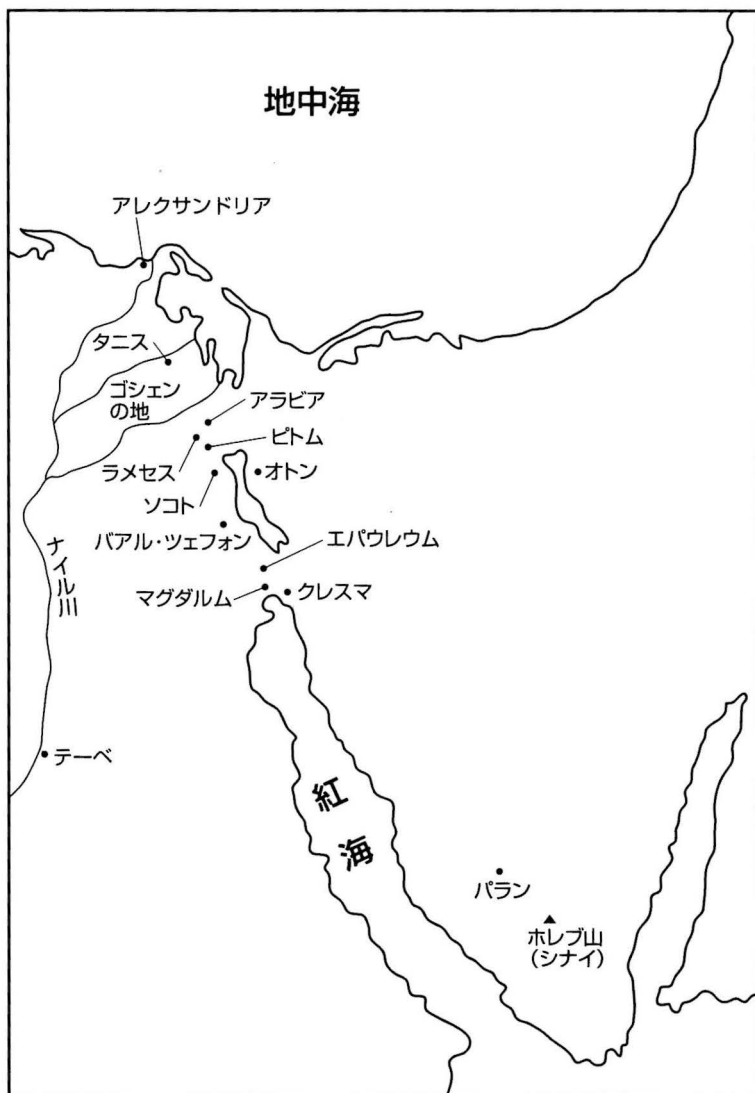 地中海
アレクサンドリア
タニス
ゴシェン
の地
アラビア
ピトム
ラメセス
オトン
ソコト
バアル・ツェフォン
エパウレウム
マグダルム
クレスマ
ナイル川
テーベ
紅海
パラン
ホレブ山
(シナイ)